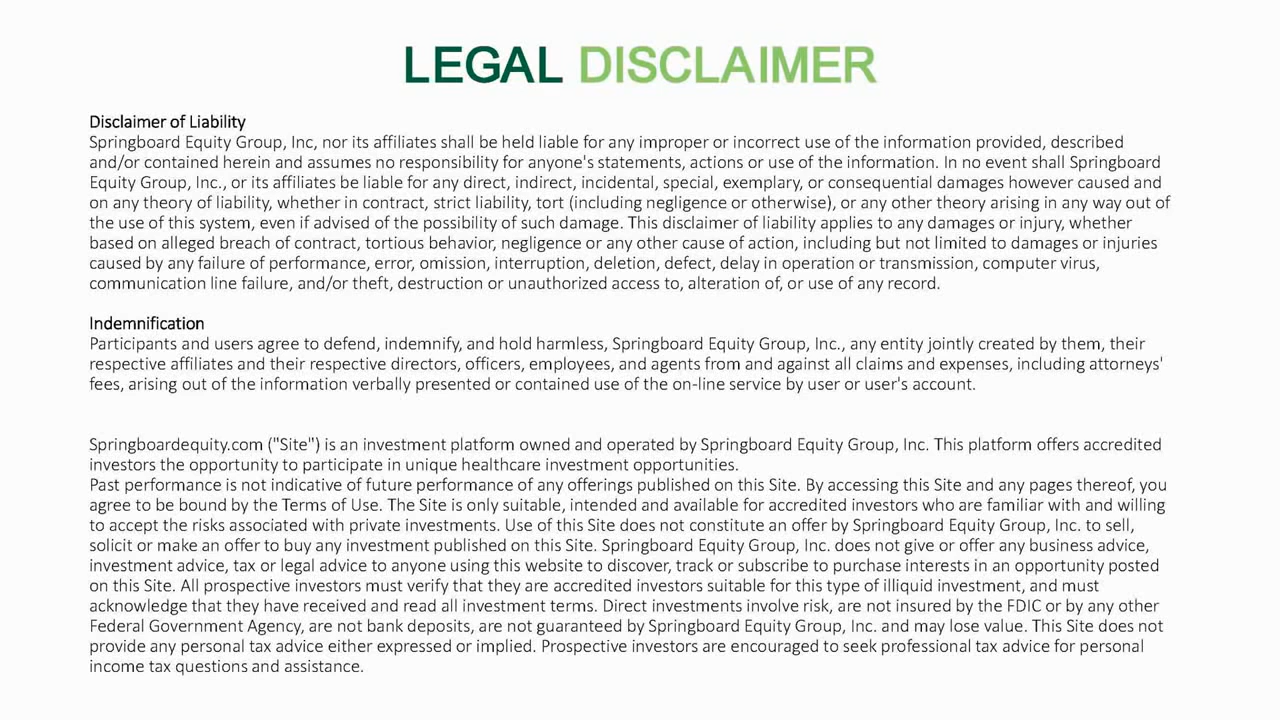 LEGAL DISCLAIMER
Disclaimer of Liability
Springboard Equity Group, Inc, nor its affiliates shall be held liable for any improper or incorrect use of the information provided, described
and/or contained herein and assumes no responsibility for anyone's statements, actions or use of the information. In no event shall Springboard
Equity Group, Inc., or its affiliates be liable for any direct, indirect, incidental, special, exemplary, or consequential damages however caused and
on any theory of liability, whether in contract, strict liability, tort (including negligence or otherwise), or any other theory arising in any way out of
the use of this system, even if advised of the possibility of such damage. This disclaimer of liability applies to any damages or injury, whether
based on alleged breach of contract, tortious behavior, negligence or any other cause of action, including but not limited to damages or injuries
caused by any failure of performance, error, omission, interruption, deletion, defect, delay in operation or transmission, computer virus,
communication line failure, and/or theft, destruction or unauthorized access to, alteration of, or use of any record.
Indemnification
Participants and users agree to defend, indemnify, and hold harmless, Springboard Equity Group, Inc., any entity jointly created by them, their
respective affiliates and their respective directors, officers, employees, and agents from and against all claims and expenses, including attorneys'
fees, arising out of the information verbally presented or contained use of the on-line service by user or user's account.
Springboardequity.com ("Site") is an investment platform owned and operated by Springboard Equity Group, Inc. This platform offers accredited
investors the opportunity to participate in unique healthcare investment opportunities.
Past performance is not indicative of future performance of any offerings published on this Site. By accessing this Site and any pages thereof, you
agree to be bound by the Terms of Use. The Site is only suitable, intended and available for accredited investors who are familiar with and willing
to accept the risks associated with private investments. Use of this Site does not constitute an offer by Springboard Equity Group, Inc. to sell,
solicit or make an offer to buy any investment published on this Site. Springboard Equity Group, Inc. does not give or offer any business advice,
investment advice, tax or legal advice to anyone using this website to discover, track or subscribe to purchase interests in an opportunity posted
on this Site. All prospective investors must verify that they are accredited investors suitable for this type of illiquid investment, and must
acknowledge that they have received and read all investment terms. Direct investments involve risk, are not insured by the FDIC or by any other
Federal Government Agency, are not bank deposits, are not guaranteed by Springboard Equity Group, Inc. and may lose value. This Site does not
provide any personal tax advice either expressed or implied. Prospective investors are encouraged to seek professional tax advice for personal
income tax questions and assistance.